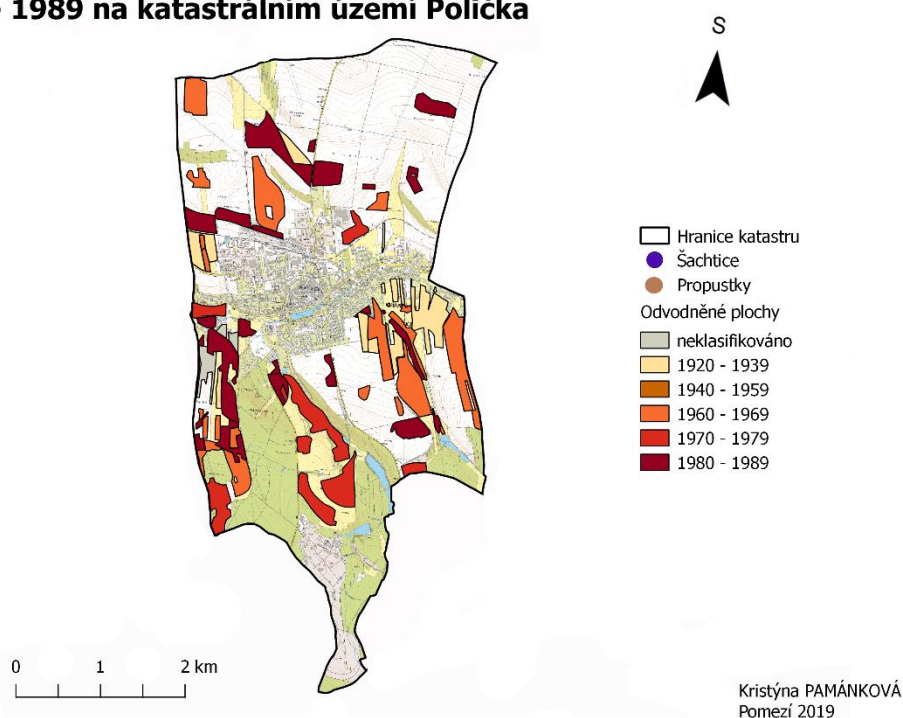 1989 na katastrálním území Polička
S
Hranice katastru
Šachtice
Propustky
Odvodněné plochy
neklasifikováno
1920 - 1939
1940 - 1959
1960 - 1969
1970 - 1979
1980 - 1989
0 1 2 km
Kristýna PAMÁNKOVÁ
Pomezí 2019